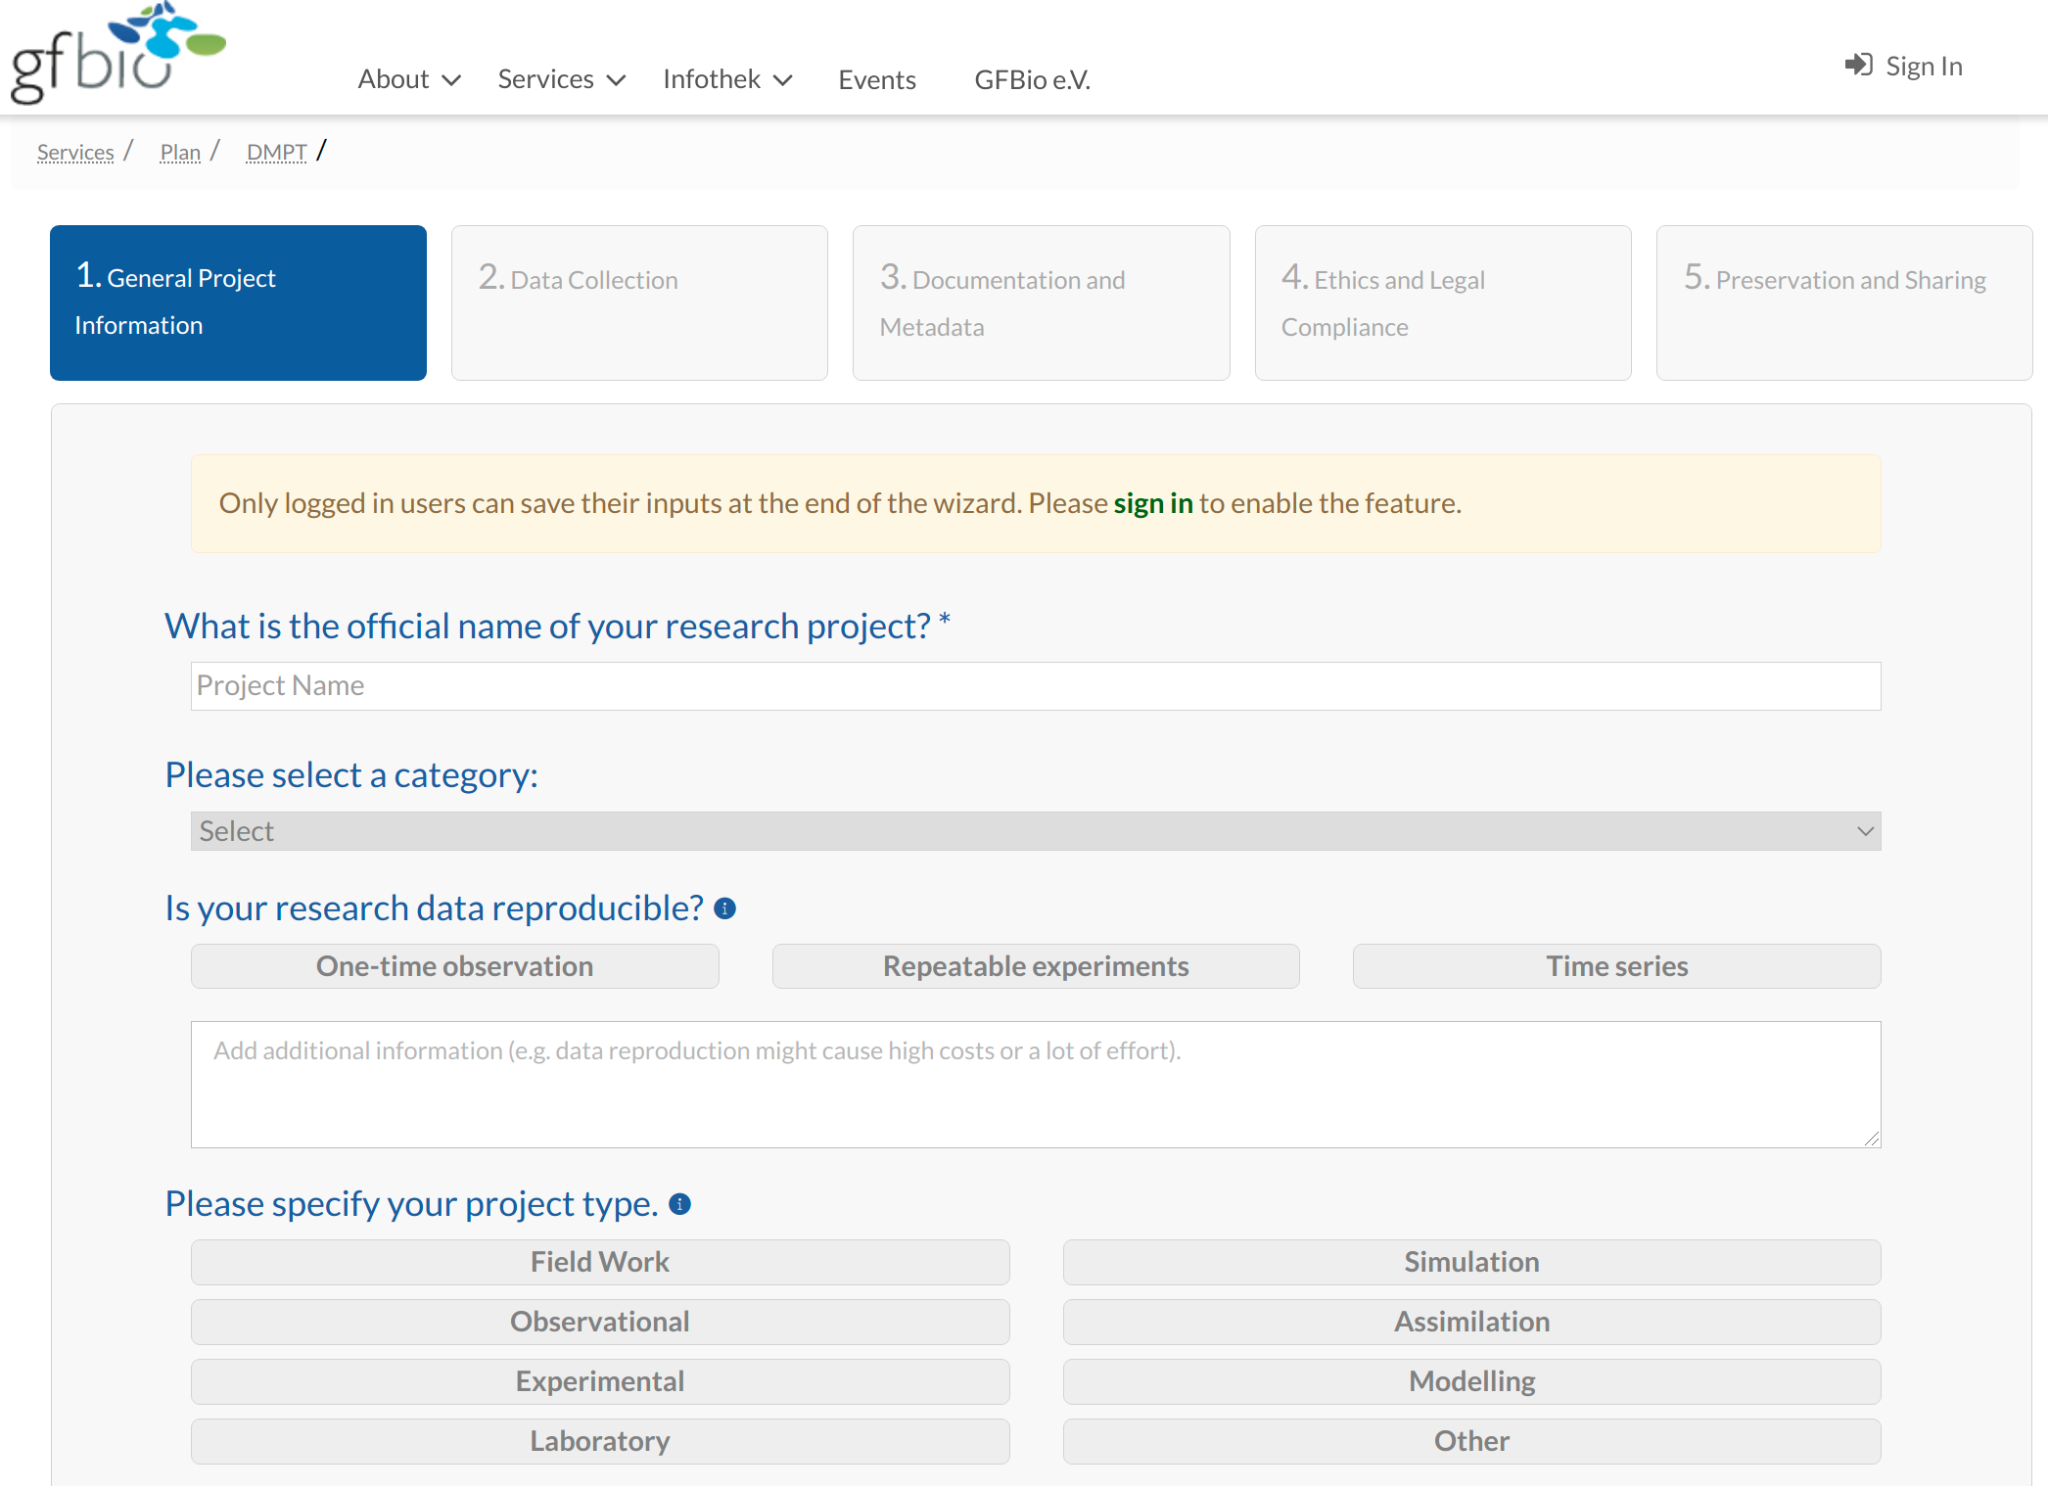 gfbio
About Services Infothek Events GFBio e.V.
Sign In
Services / Plan / DMPT /
1. General Project
Information
2. Data Collection
3. Documentation and
Metadata
4. Ethics and Legal
Compliance
5. Preservation and Sharing
Only logged in users can save their inputs at the end of the wizard. Please sign in to enable the feature.
What is the official name of your research project? *
Project Name
Please select a category:
Select
Is your research data reproducible? i
One-time observation Repeatable experiments Time series
Add additional information (e.g. data reproduction might cause high costs or a lot of effort).
Please specify your project type. i
Field Work Simulation
Observational Assimilation
Experimental Modelling
Laboratory Other